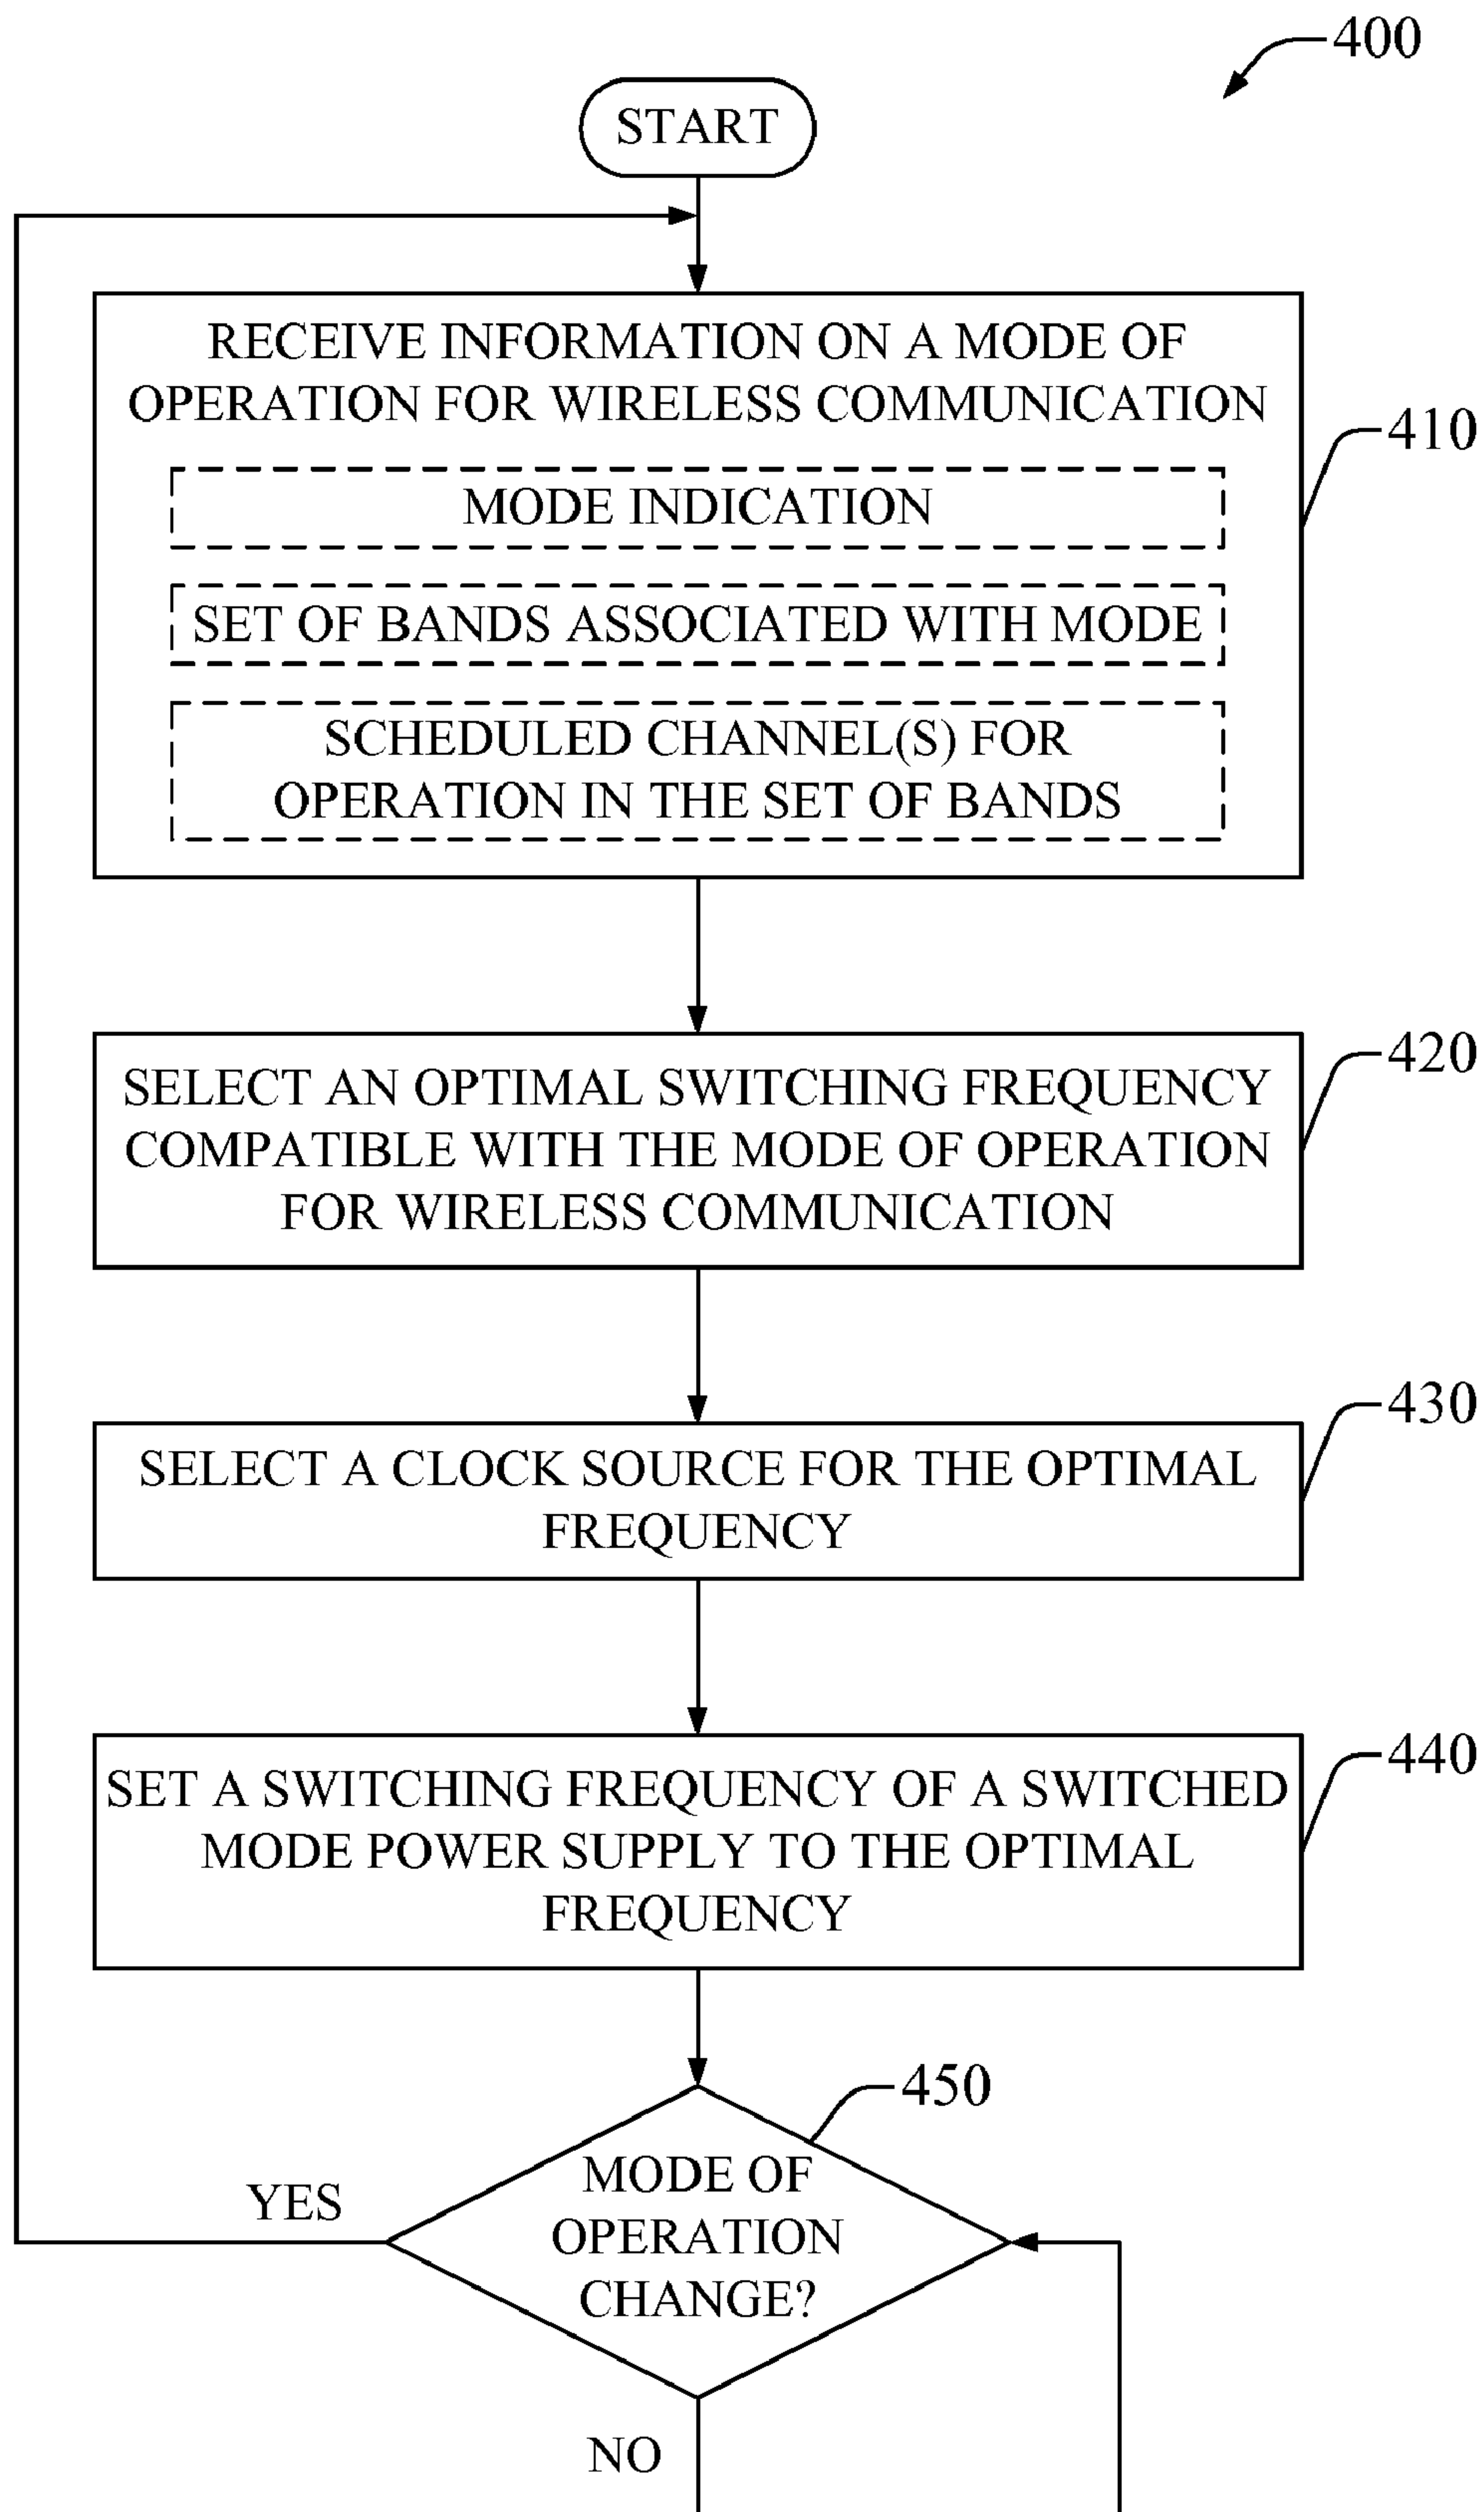 400
START
RECEIVE INFORMATION ON A MODE OF
OPERATION FOR WIRELESS COMMUNICATION
410
MODE INDICATION
SET OF BANDS ASSOCIATED WITH MODE
SCHEDULED CHANNEL(S) FOR
OPERATION IN THE SET OF BANDS
420
SELECT AN OPTIMAL SWITCHING FREQUENCY
COMPATIBLE WITH THE MODE OF OPERATION
FOR WIRELESS COMMUNICATION
430
SELECT A CLOCK SOURCE FOR THE OPTIMAL
FREQUENCY
440
SET A SWITCHING FREQUENCY OF A SWITCHED
MODE POWER SUPPLY TO THE OPTIMAL
FREQUENCY
450
MODE OF
OPERATION
CHANGE?
YES
NO